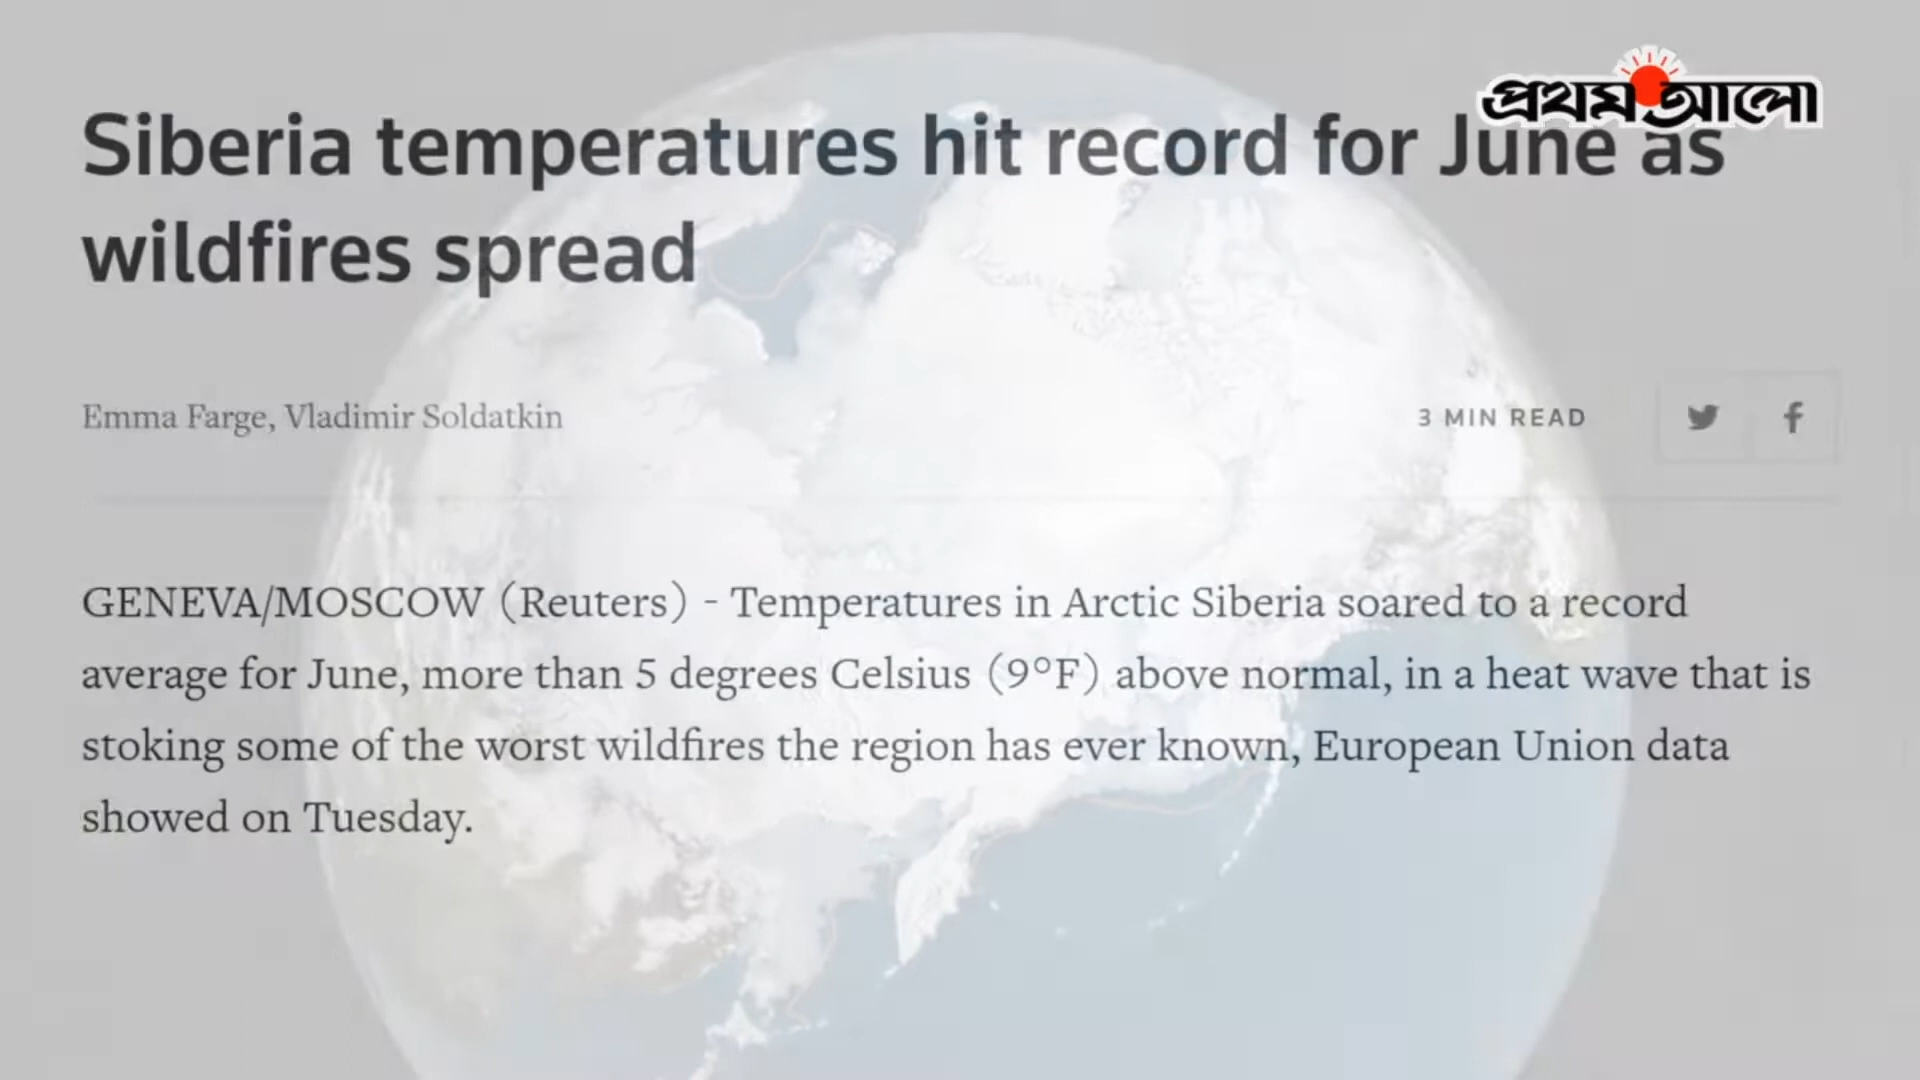 প্রথম আলো
Siberia temperatures hit record for June as
wildfires spread
Emma Farge, Vladimir Soldatkin
3 MIN READ
GENEVA/MOSCOW (Reuters) - Temperatures in Arctic Siberia soared to a record
average for June, more than 5 degrees Celsius (9°F) above normal, in a heat wave that is
stoking some of the worst wildfires the region has ever known, European Union data
showed on Tuesday.